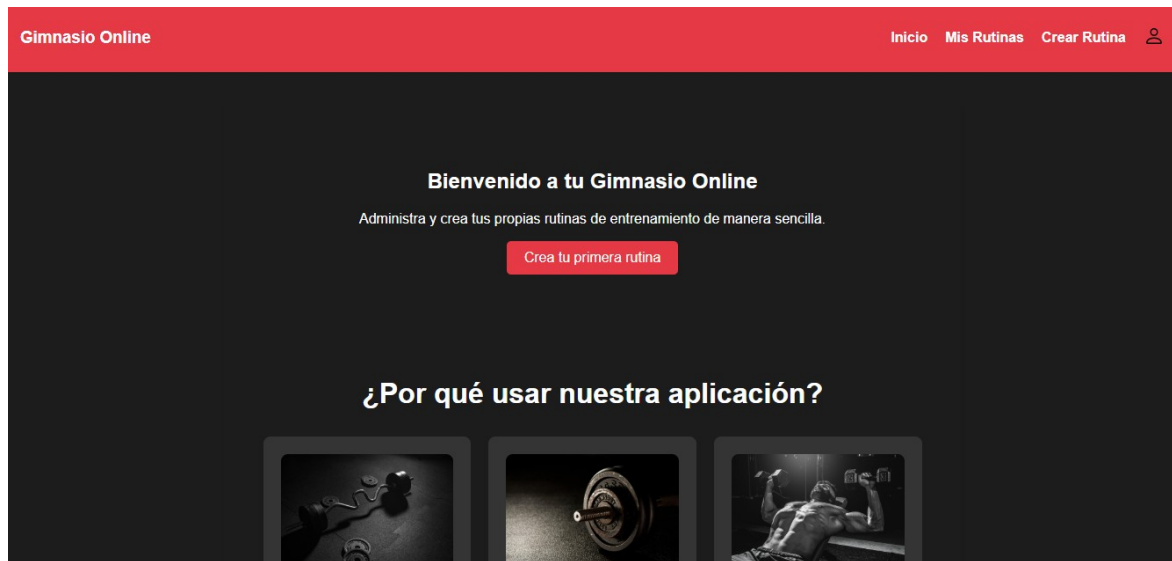 Gimnasio Online
Inicio Mis Rutinas Crear Rutina
Bienvenido a tu Gimnasio Online
Administra y crea tus propias rutinas de entrenamiento de manera sencilla.
Crea tu primera rutina
¿Por qué usar nuestra aplicación?